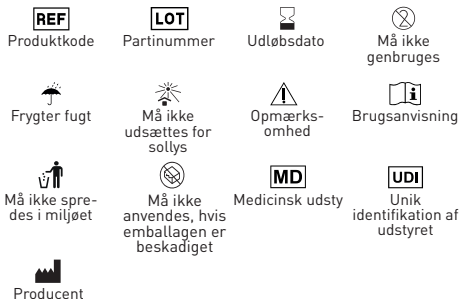 REF
Produktkode
LOT
Partinummer
Udløbsdato
2
Må ikke
genbruges
Frygter fugt
Må ikke
udsættes for
sollys
Opmærks-
omhed
i
Brugsanvisning
Må ikke spre-
des i miljøet
Må ikke
anvendes, hvis
emballagen er
beskadiget
MD
Medicinsk udsty
UDI
Unik
identifikation af
udstyret
Producent